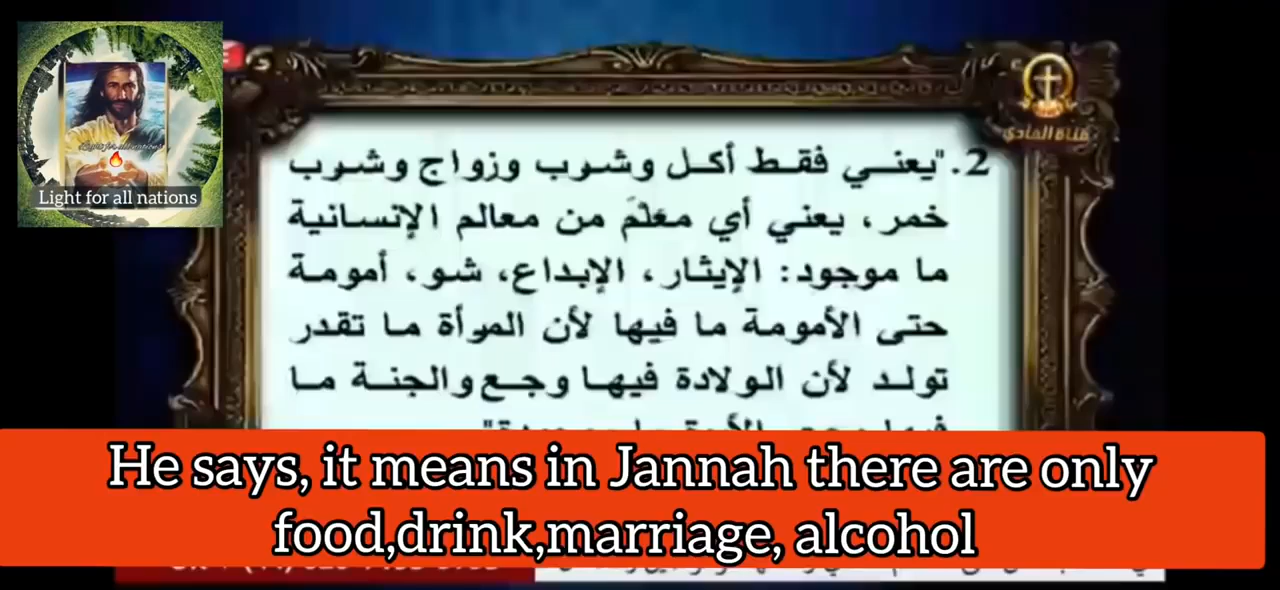 Light for all nations
قناة الهادي
2. "يعني فقط أكل وشرب وزواج وشرب
خمر، يعني أي مَعْلَمَ من معالم الإنسانية
ما موجود: الإيثار، الإبداع، شو، أمومة
حتى الأمومة ما فيها لأن المرأة ما تقدر
تولد لأن الولادة فيها وجع والجنة ما
He says, it means in Jannah there are only
food,drink,marriage, alcohol